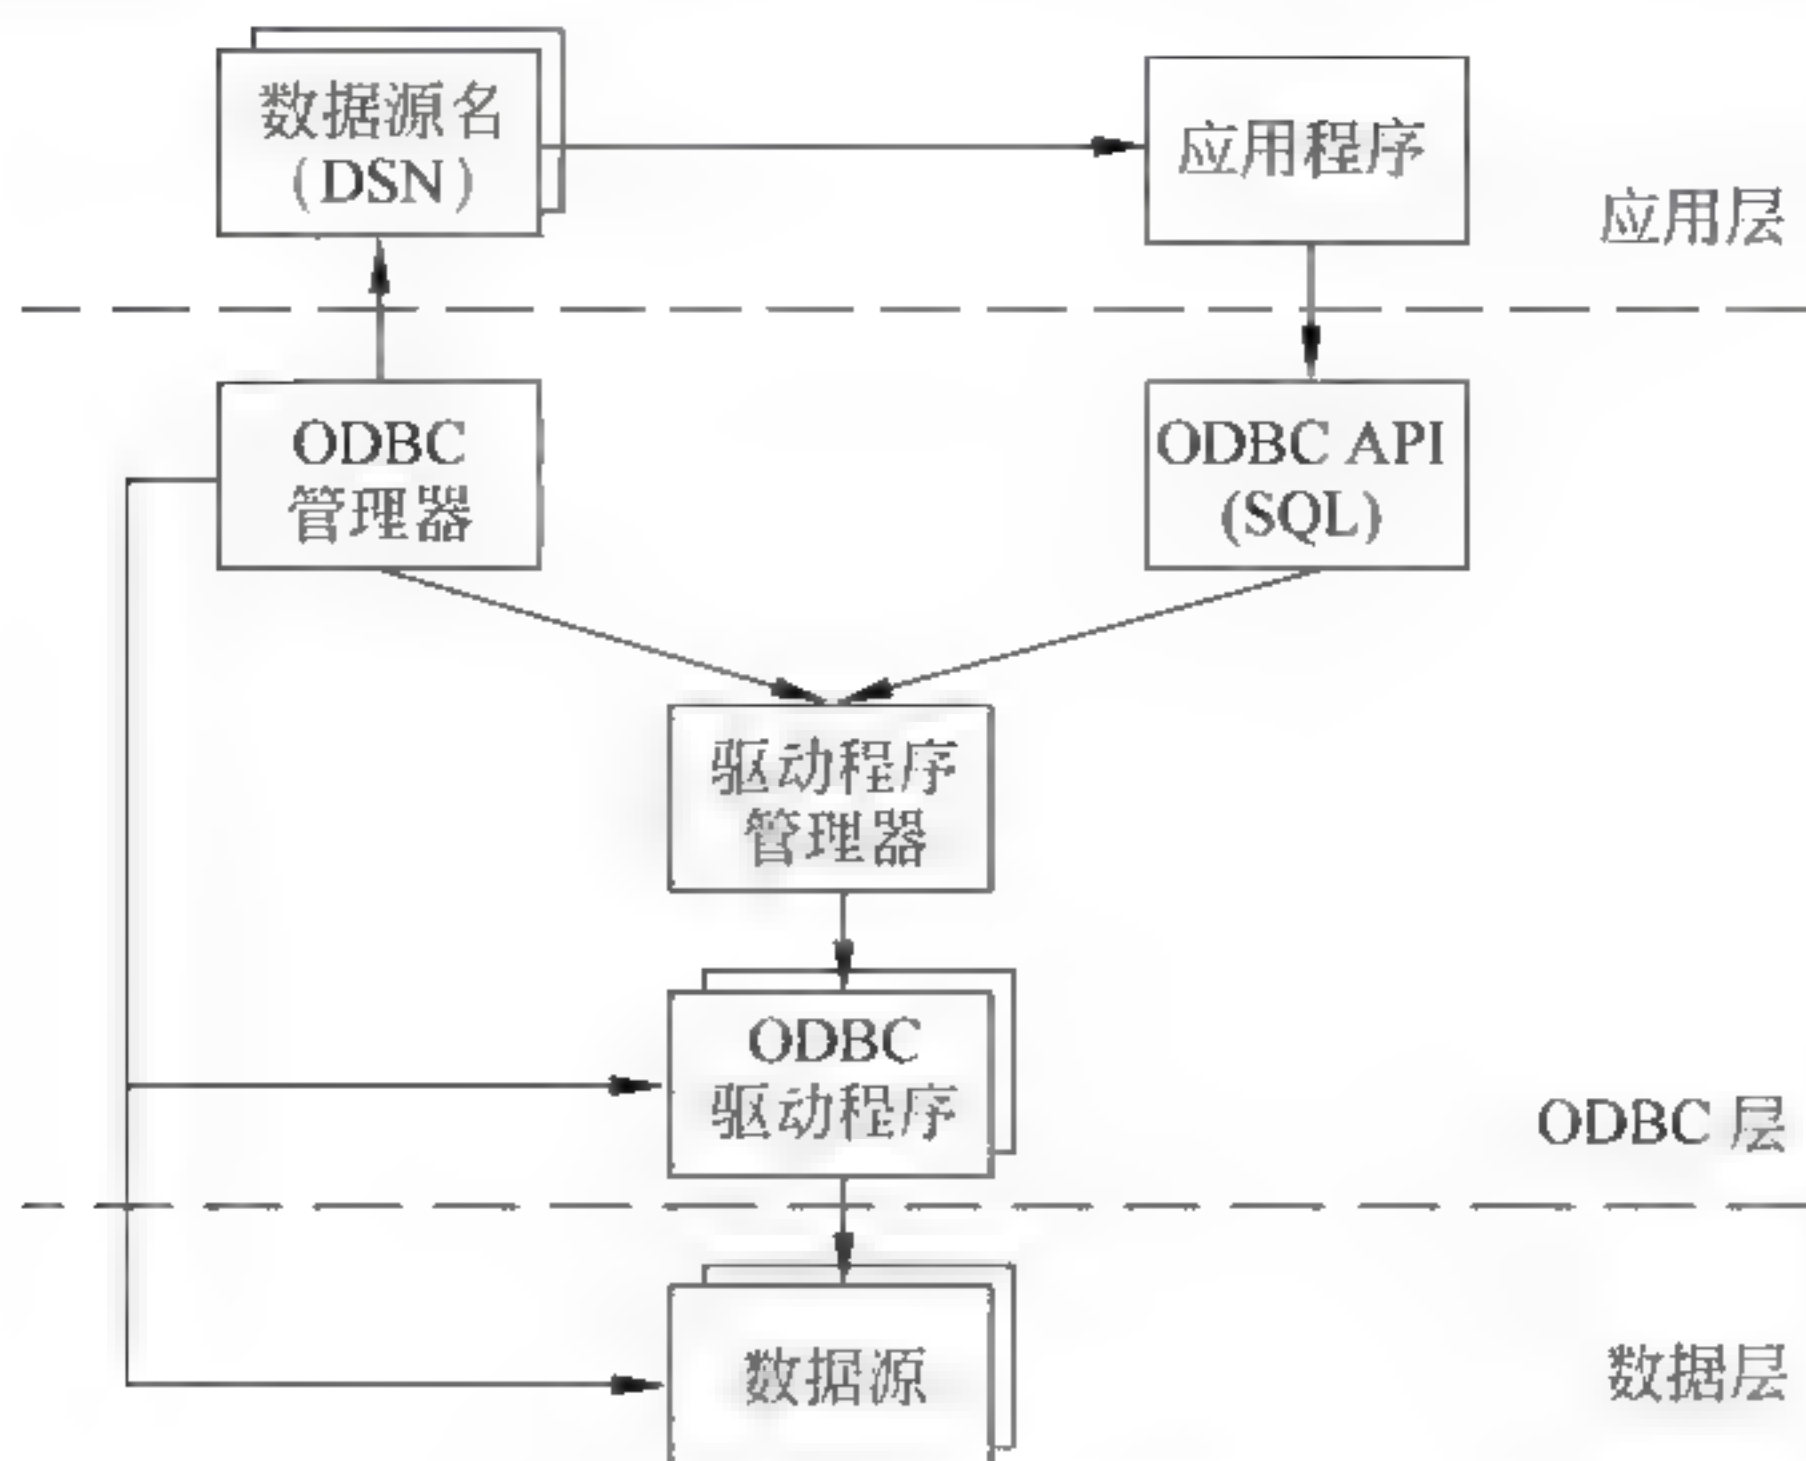 数据源名
(DSN)
应用程序
应用层
ODBC
管理器
ODBC API
(SQL)
驱动程序
管理器
ODBC
驱动程序
ODBC 层
数据源
数据层